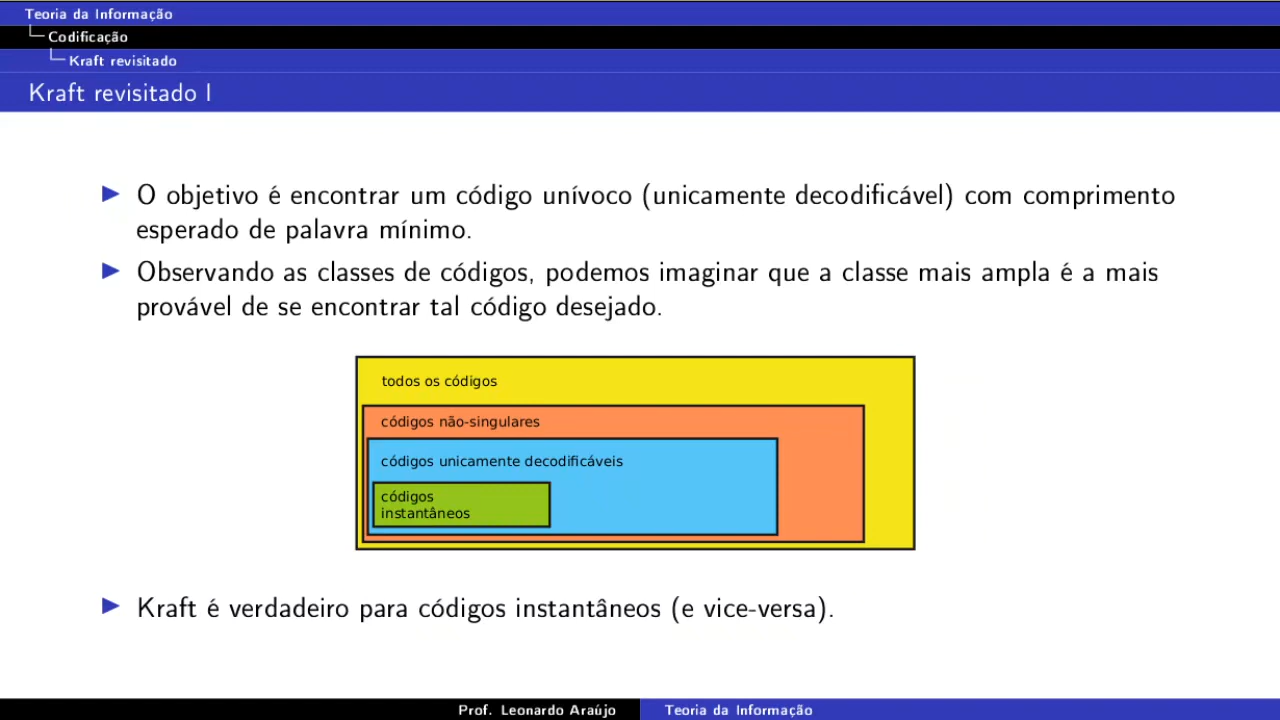 Teoria da Informação
Codificação
Kraft revisitado
Kraft revisitado I
O objetivo é encontrar um código unívoco (unicamente decodificável) com comprimento
esperado de palavra mínimo.
Observando as classes de códigos, podemos imaginar que a classe mais ampla é a mais
provável de se encontrar tal código desejado.
todos os códigos
códigos não-singulares
códigos unicamente decodificáveis
códigos
instantâneos
Kraft é verdadeiro para códigos instantâneos (e vice-versa).
Prof. Leonardo Araújo
Teoria da Informação